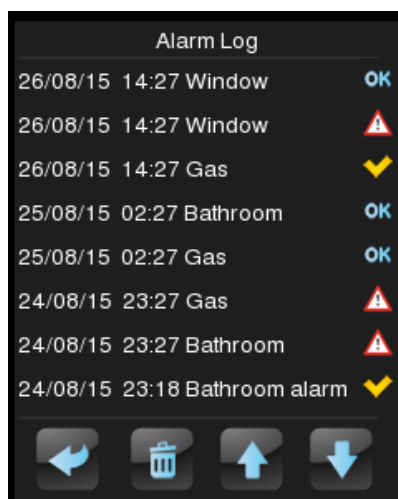 Alarm Log
26/08/15 14:27 Window OK
26/08/15 14:27 Window
26/08/15 14:27 Gas
25/08/15 02:27 Bathroom OK
25/08/15 02:27 Gas OK
24/08/15 23:27 Gas
24/08/15 23:27 Bathroom
24/08/15 23:18 Bathroom alarm